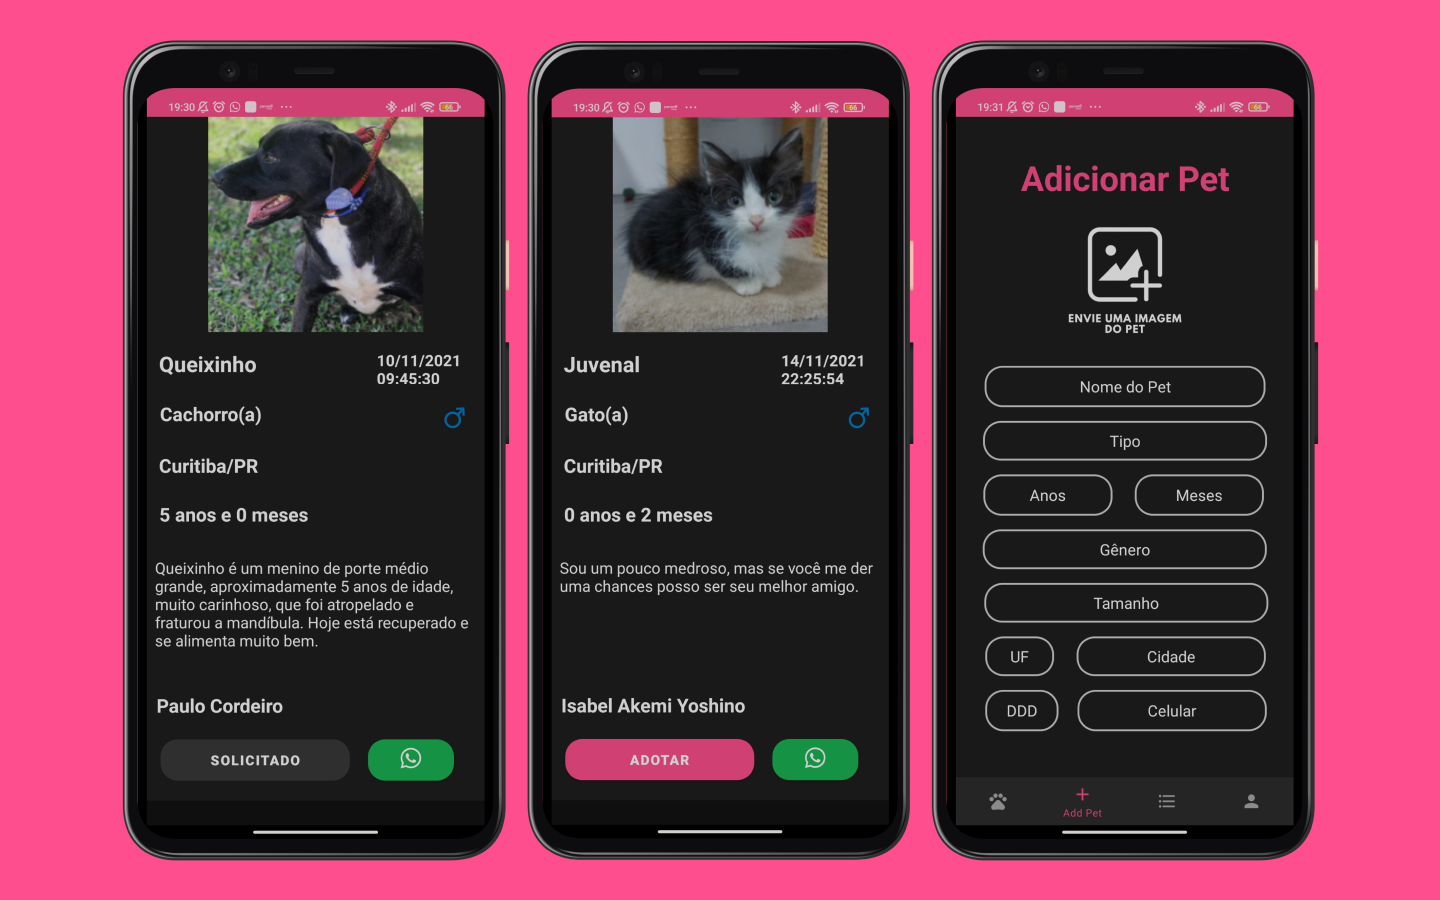 19:30
66
Queixinho
10/11/2021
09:45:30
Cachorro(a)
Curitiba/PR
5 anos e 0 meses
Queixinho é um menino de porte médio
grande, aproximadamente 5 anos de idade,
muito carinhoso, que foi atropelado e
fraturou a mandíbula. Hoje está recuperado e
se alimenta muito bem.
Paulo Cordeiro
SOLICITADO
19:30
66
Juvenal
14/11/2021
22:25:54
Gato(a)
Curitiba/PR
0 anos e 2 meses
Sou um pouco medroso, mas se você me der
uma chances posso ser seu melhor amigo.
Isabel Akemi Yoshino
ADOTAR
19:31
66
Adicionar Pet
ENVIE UMA IMAGEM
DO PET
Nome do Pet
Tipo
Anos Meses
Gênero
Tamanho
UF Cidade
DDD Celular
Add Pet